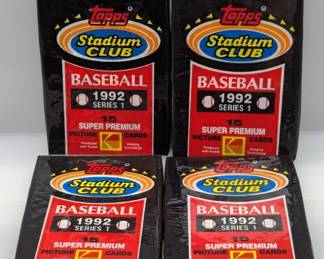 Topps
Stadium
CLUB
BASEBALL
1992
SERIES 1
15
SUPER PREMIUM
PICTURE CARDS
Topps
Stadium
CLUB
BASEBALL
1992
SERIES 1
15
SUPER PREMIUM
PICTURE CARDS
Topps
Stadium
CLUB
BASEBALL
1992
SERIES 1
15
SUPER PREMIUM
PICTURE CARDS
Topps
Stadium
CLUB
BASEBALL
1992
SERIES 1
15
SUPER PREMIUM
PICTURE CARDS